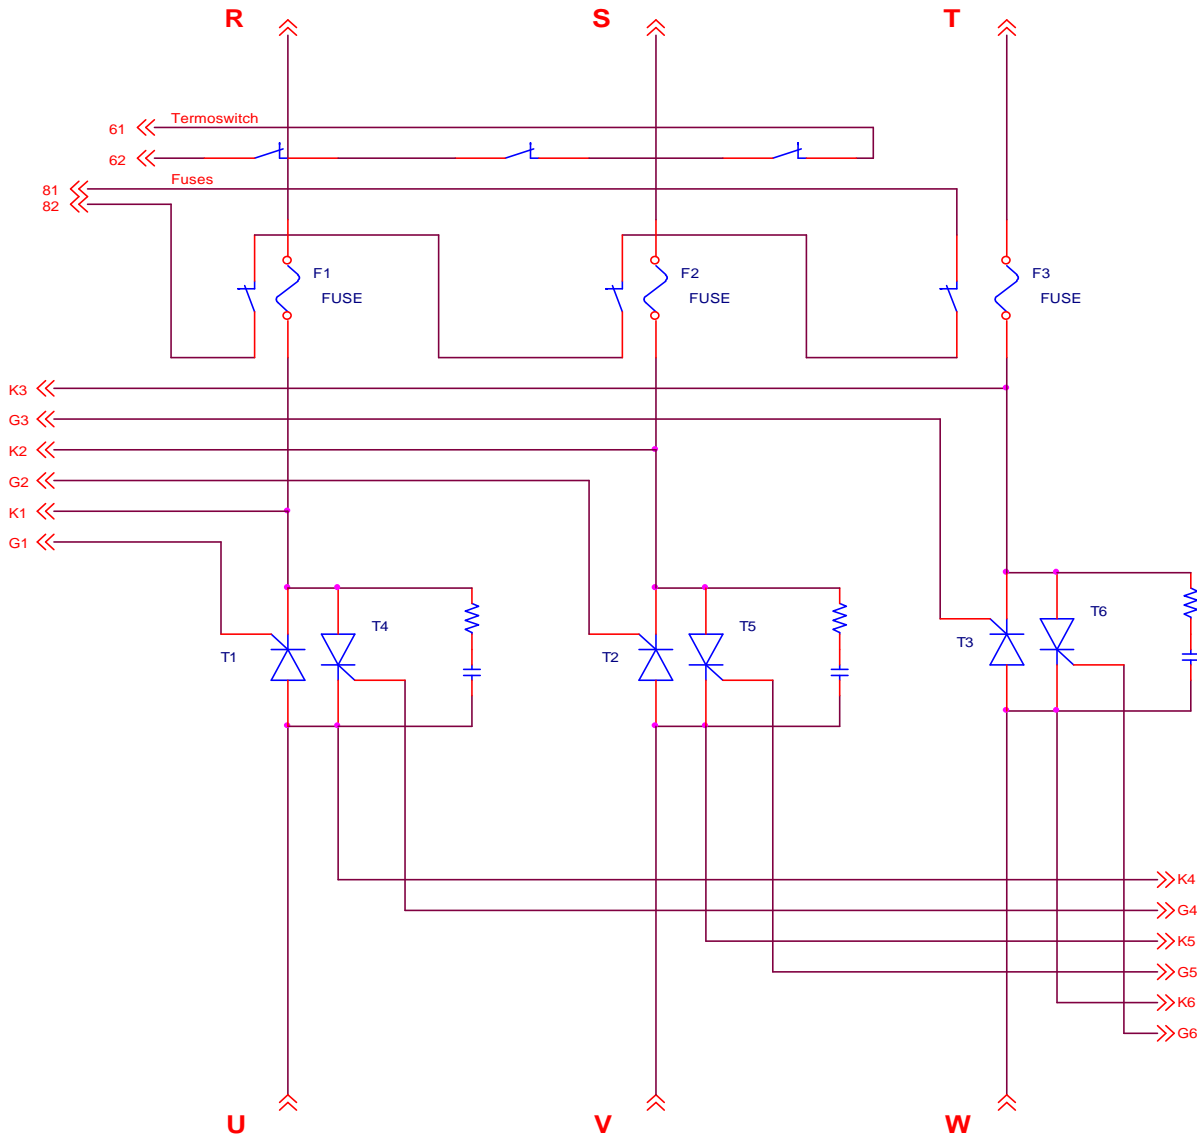 R S T
61 Termoswitch
62
81 Fuses
82
F1 F2 F3
FUSE FUSE FUSE
K3
G3
K2
G2
K1
G1
T4 T5 T6
T1 T2 T3
K4
G4
K5
G5
K6
G6
U V W